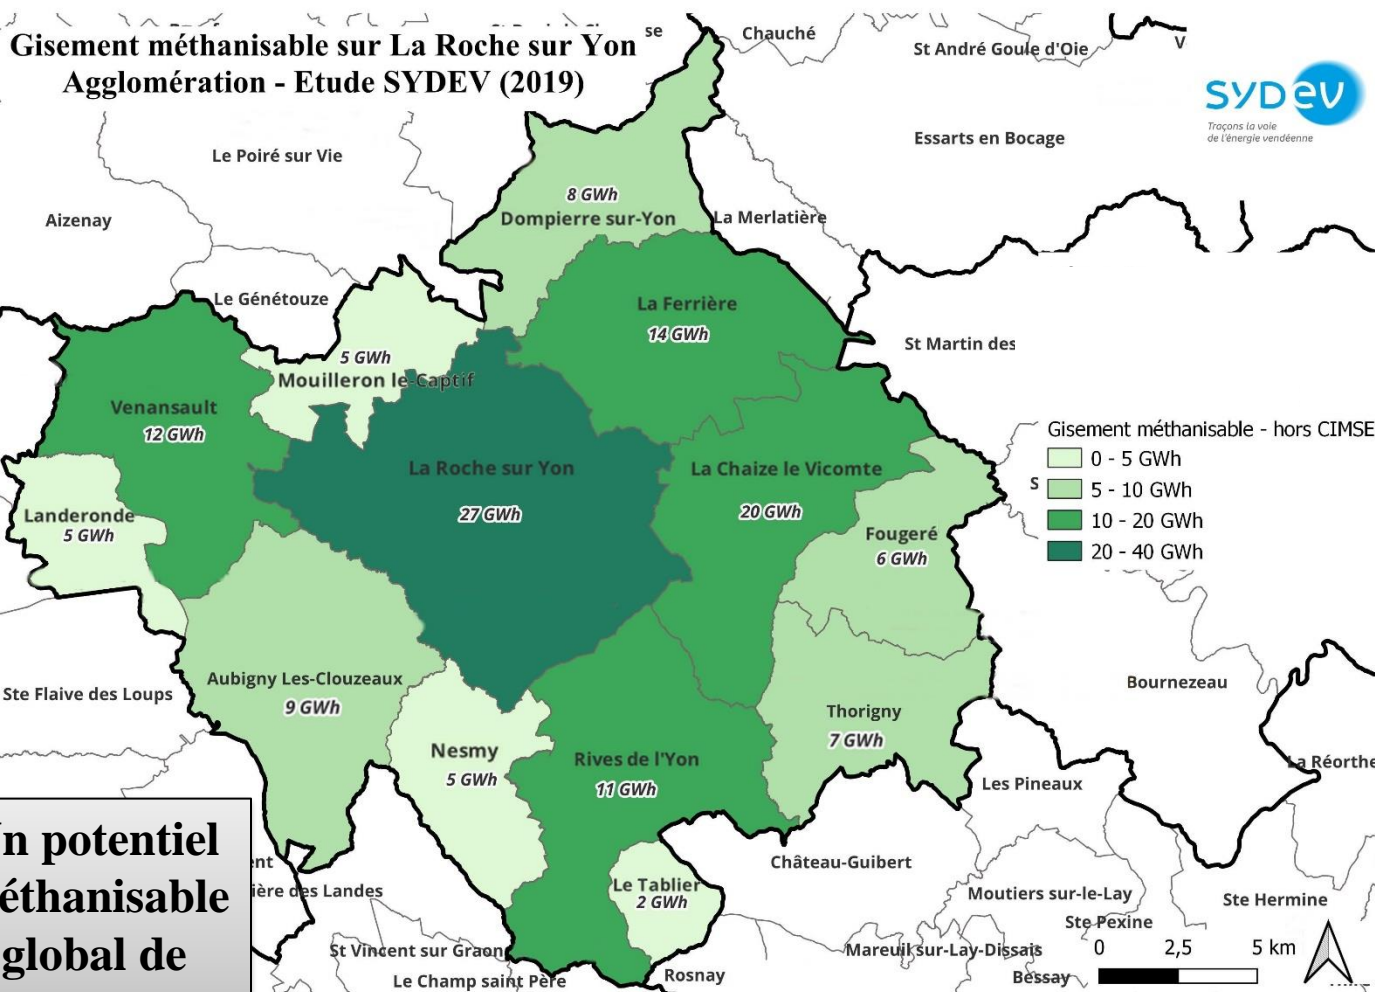 Gisement méthanisable sur La Roche sur Yon
Agglomération - Etude SYDEV (2019)
se
Chauché
St André Goule d'Oie
V
SYDEV
Traçons la voie
de l'énergie vendéenne
Le Poiré sur Vie
Essarts en Bocage
Aizenay
8 GWh
Dompierre sur-Yon
La Merlatière
Le Génétouze
La Ferrière
14 GWh
St Martin des
5 GWh
Mouilleron le-Captif
Venansault
12 GWh
La Roche sur Yon
27 GWh
La Chaize le Vicomte
20 GWh
Gisement méthanisable - hors CIMSE
0 - 5 GWh
S
5 - 10 GWh
10 - 20 GWh
20 - 40 GWh
Landeronde
5 GWh
Fougeré
6 GWh
Ste Flaive des Loups
Aubigny Les-Clouzeaux
9 GWh
Bournezeau
Thorigny
7 GWh
Nesmy
5 GWh
Rives de l'Yon
11 GWh
La Réorthe
Les Pineaux
n potentiel
éthanisable
global de
ent
ière des Landes
Château-Guibert
Le Tablier
2 GWh
Moutiers sur-le-Lay
Ste Hermine
Ste Pexine
St Vincent sur Graon
Mareuil-sur-Lay-Dissais
0 2,5 5 km
Le Champ saint Père
Rosnay
Bessay